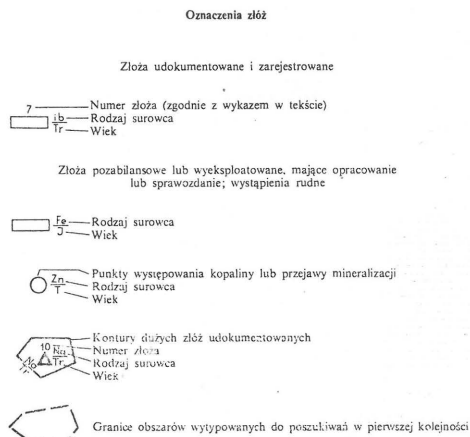 Oznaczenia złóż
Złoża udokumentowane i zarejestrowane
7 Numer złoża (zgodnie z wykazem w tekście)
ib Rodzaj surowca
Tr Wiek
Złoża pozabilansowe lub wyeksploatowane, mające opracowanie
lub sprawozdanie; wystąpienia rudne
Fe Rodzaj surowca
J Wiek
Punkty występowania kopaliny lub przejawy mineralizacji
Zn Rodzaj surowca
T Wiek
Kontury dużych złóż udokumentowanych
10 Numer złoża
Rodzaj surowca
Tr Wiek
Granice obszarów wytypowanych do poszukiwań w pierwszej kolejności